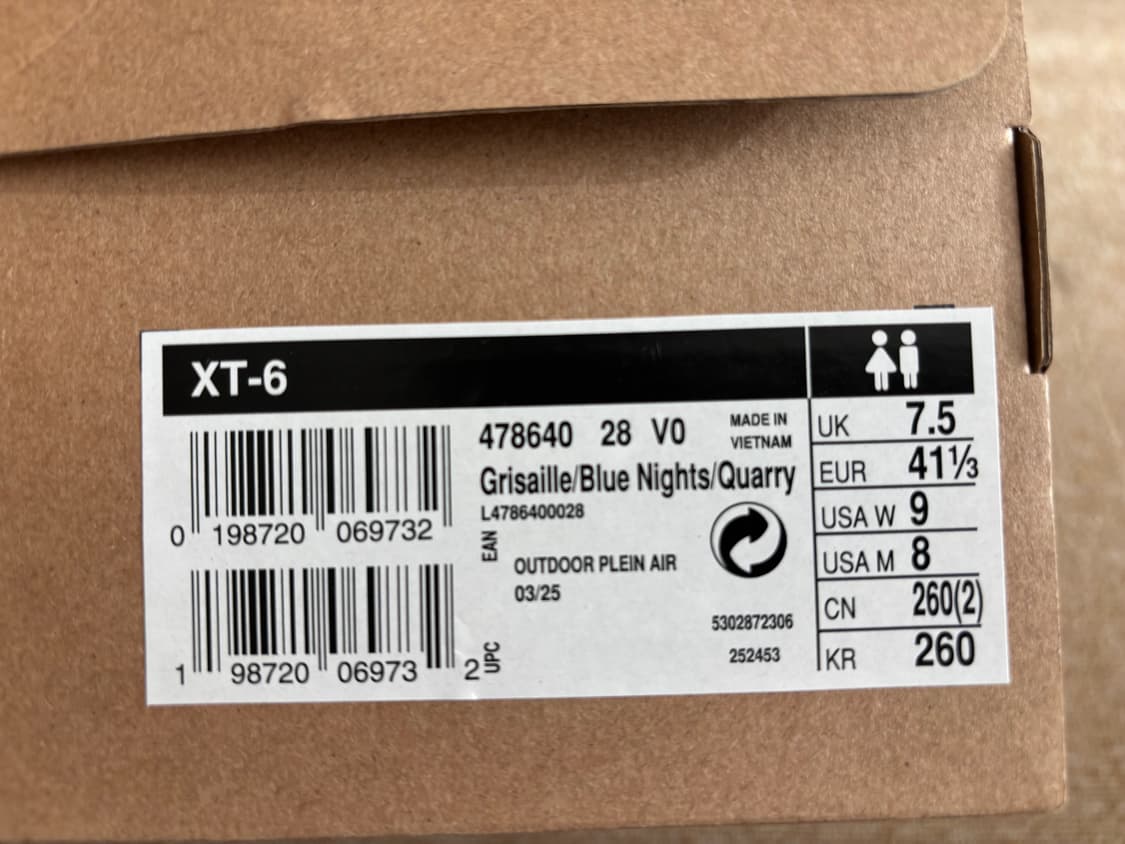 XT-6
0 198720 069732
EAN
1 98720 06973 2
UPC
478640 28 V0
MADE IN
VIETNAM
Grisaille/Blue Nights/Quarry
L4786400028
OUTDOOR PLEIN AIR
03/25
5302872306
252453
UK 7.5
EUR 41⅓
USA W 9
USA M 8
CN 260(2)
KR 260